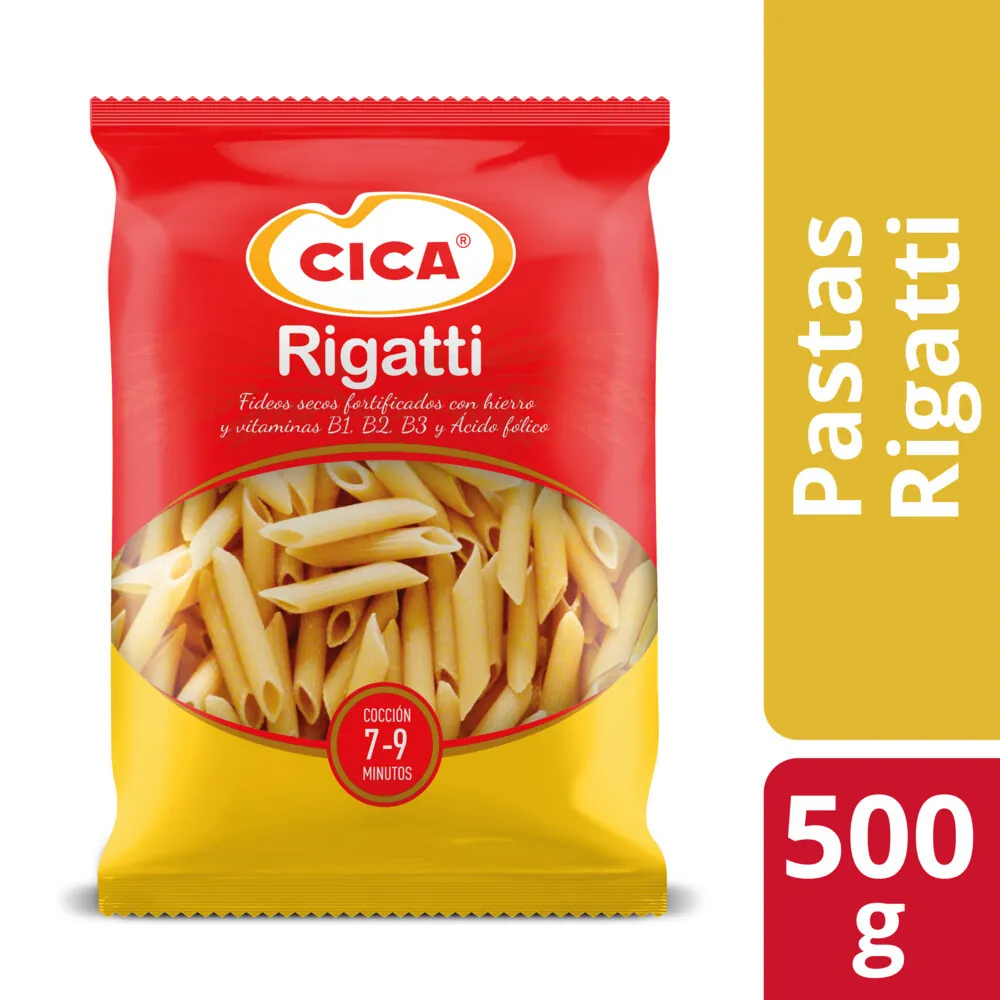 CICA®
Rigatti
Fideos secos fortificados con hierro
y vitaminas B1, B2, B3 y Ácido fólico
COCCIÓN
7-9
MINUTOS
Pastas
Rigatti
500
g